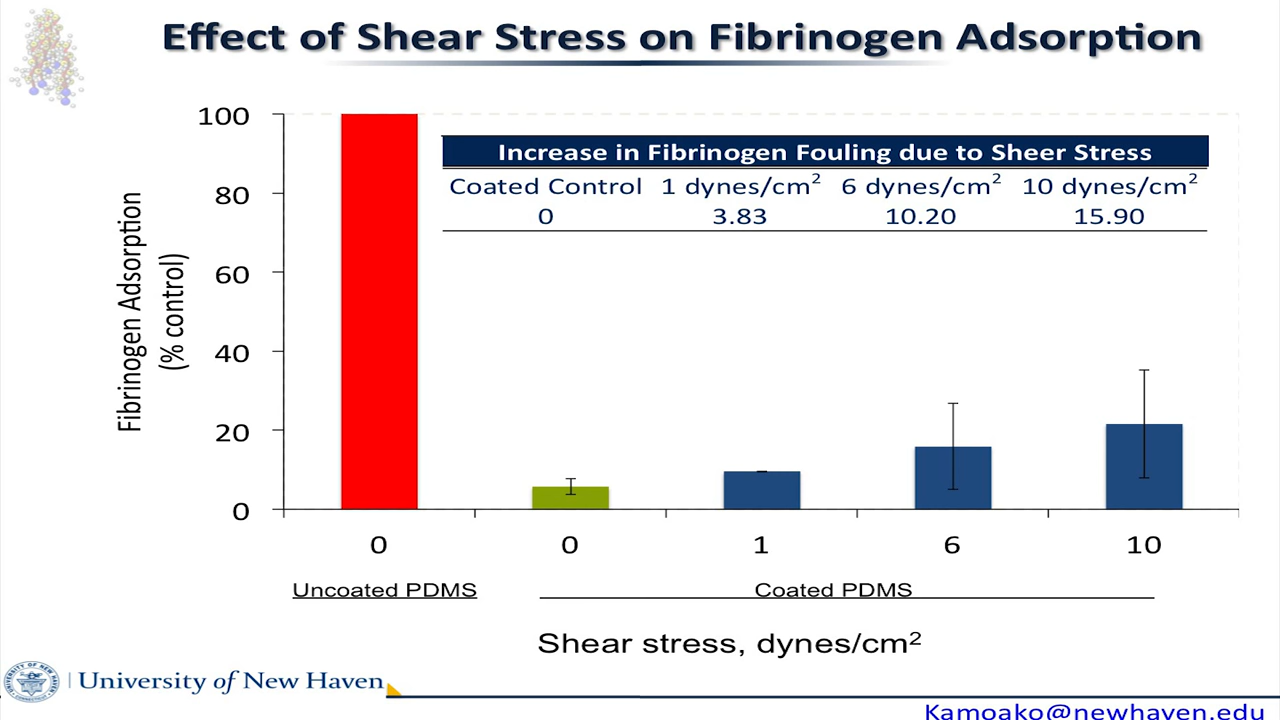 Effect of Shear Stress on Fibrinogen Adsorption
100
80
60
40
20
0
Fibrinogen Adsorption
(% control)
Increase in Fibrinogen Fouling due to Sheer Stress
Coated Control 1 dynes/cm² 6 dynes/cm² 10 dynes/cm²
0 3.83 10.20 15.90
0 0 1 6 10
Uncoated PDMS Coated PDMS
Shear stress, dynes/cm²
University of New Haven
Kamoako@newhaven.edu